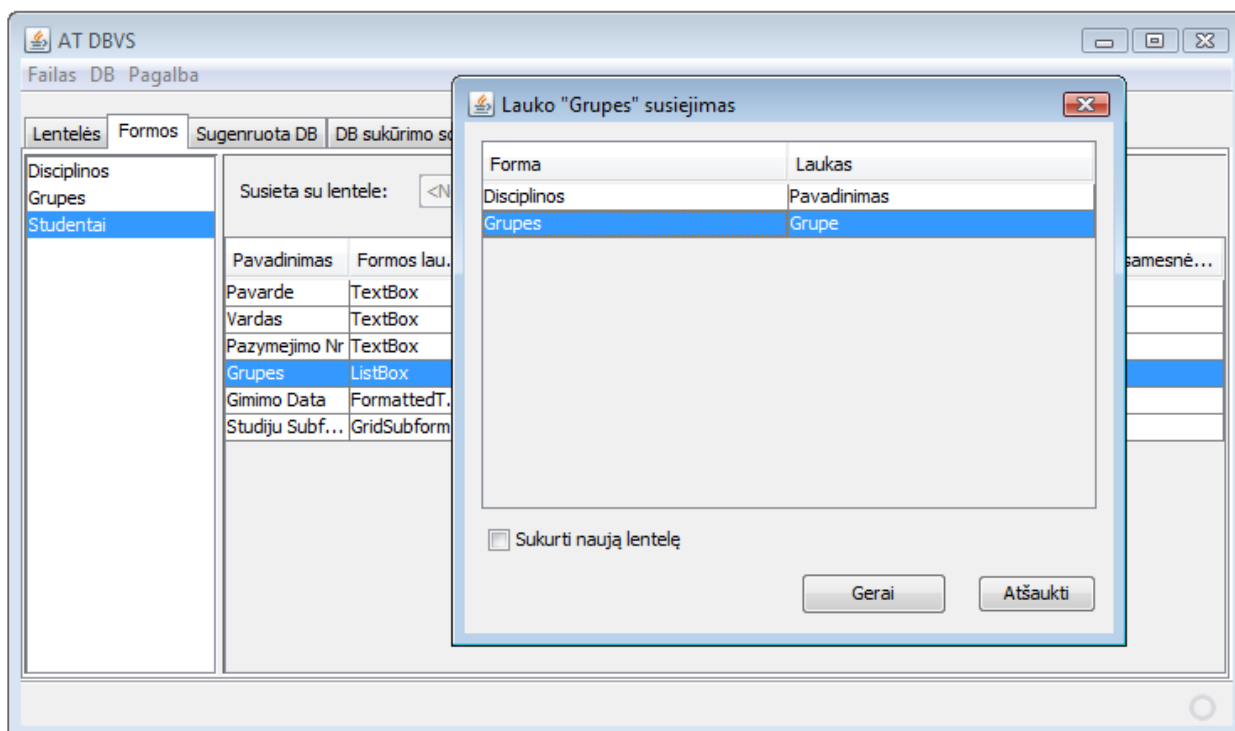 AT DBVS
Failas DB Pagalba
Lentelės Formos Sugenruota DB DB sukūrimo
Disciplinos
Grupes
Studentai
Susieta su lentele: <N
Pavadinimas Formos lau... samesnė...
Pavarde TextBox
Vardas TextBox
Pazymejimo Nr TextBox
Grupes ListBox
Gimimo Data FormattedT...
Studiju Subf... GridSubform
Lauko "Grupes" susiejimas
Forma Laukas
Disciplinos Pavadinimas
Grupes Grupe
Sukurti naują lentelę
Gerai Atšaukti